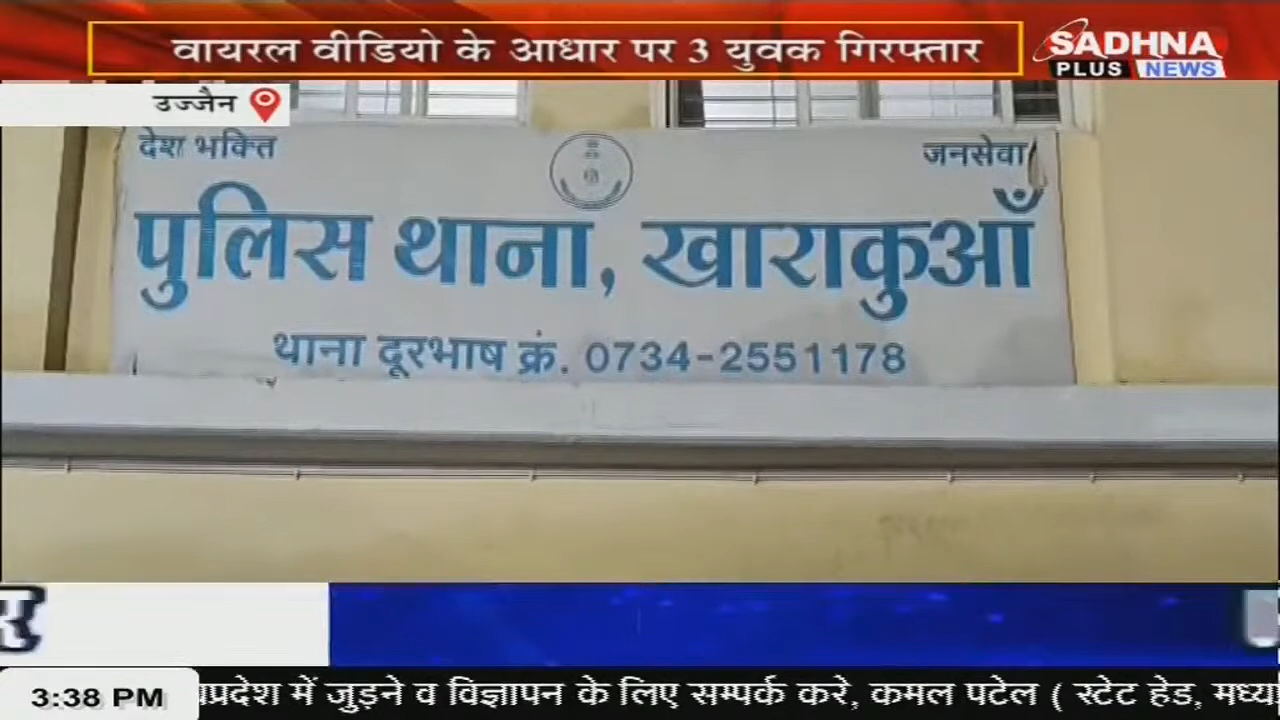 वायरल वीडियो के आधार पर 3 युवक गिरफ्तार
SADHNA
PLUS NEWS
उज्जैन
देश भक्ति
जनसेवा
पुलिस थाना, खाराकुआँ
थाना दूरभाष क्रं. 0734-2551178
3:38 PM
में जुड़ने व विज्ञापन के लिए सम्पर्क करे, कमल पटेल ( स्टेट हेड,